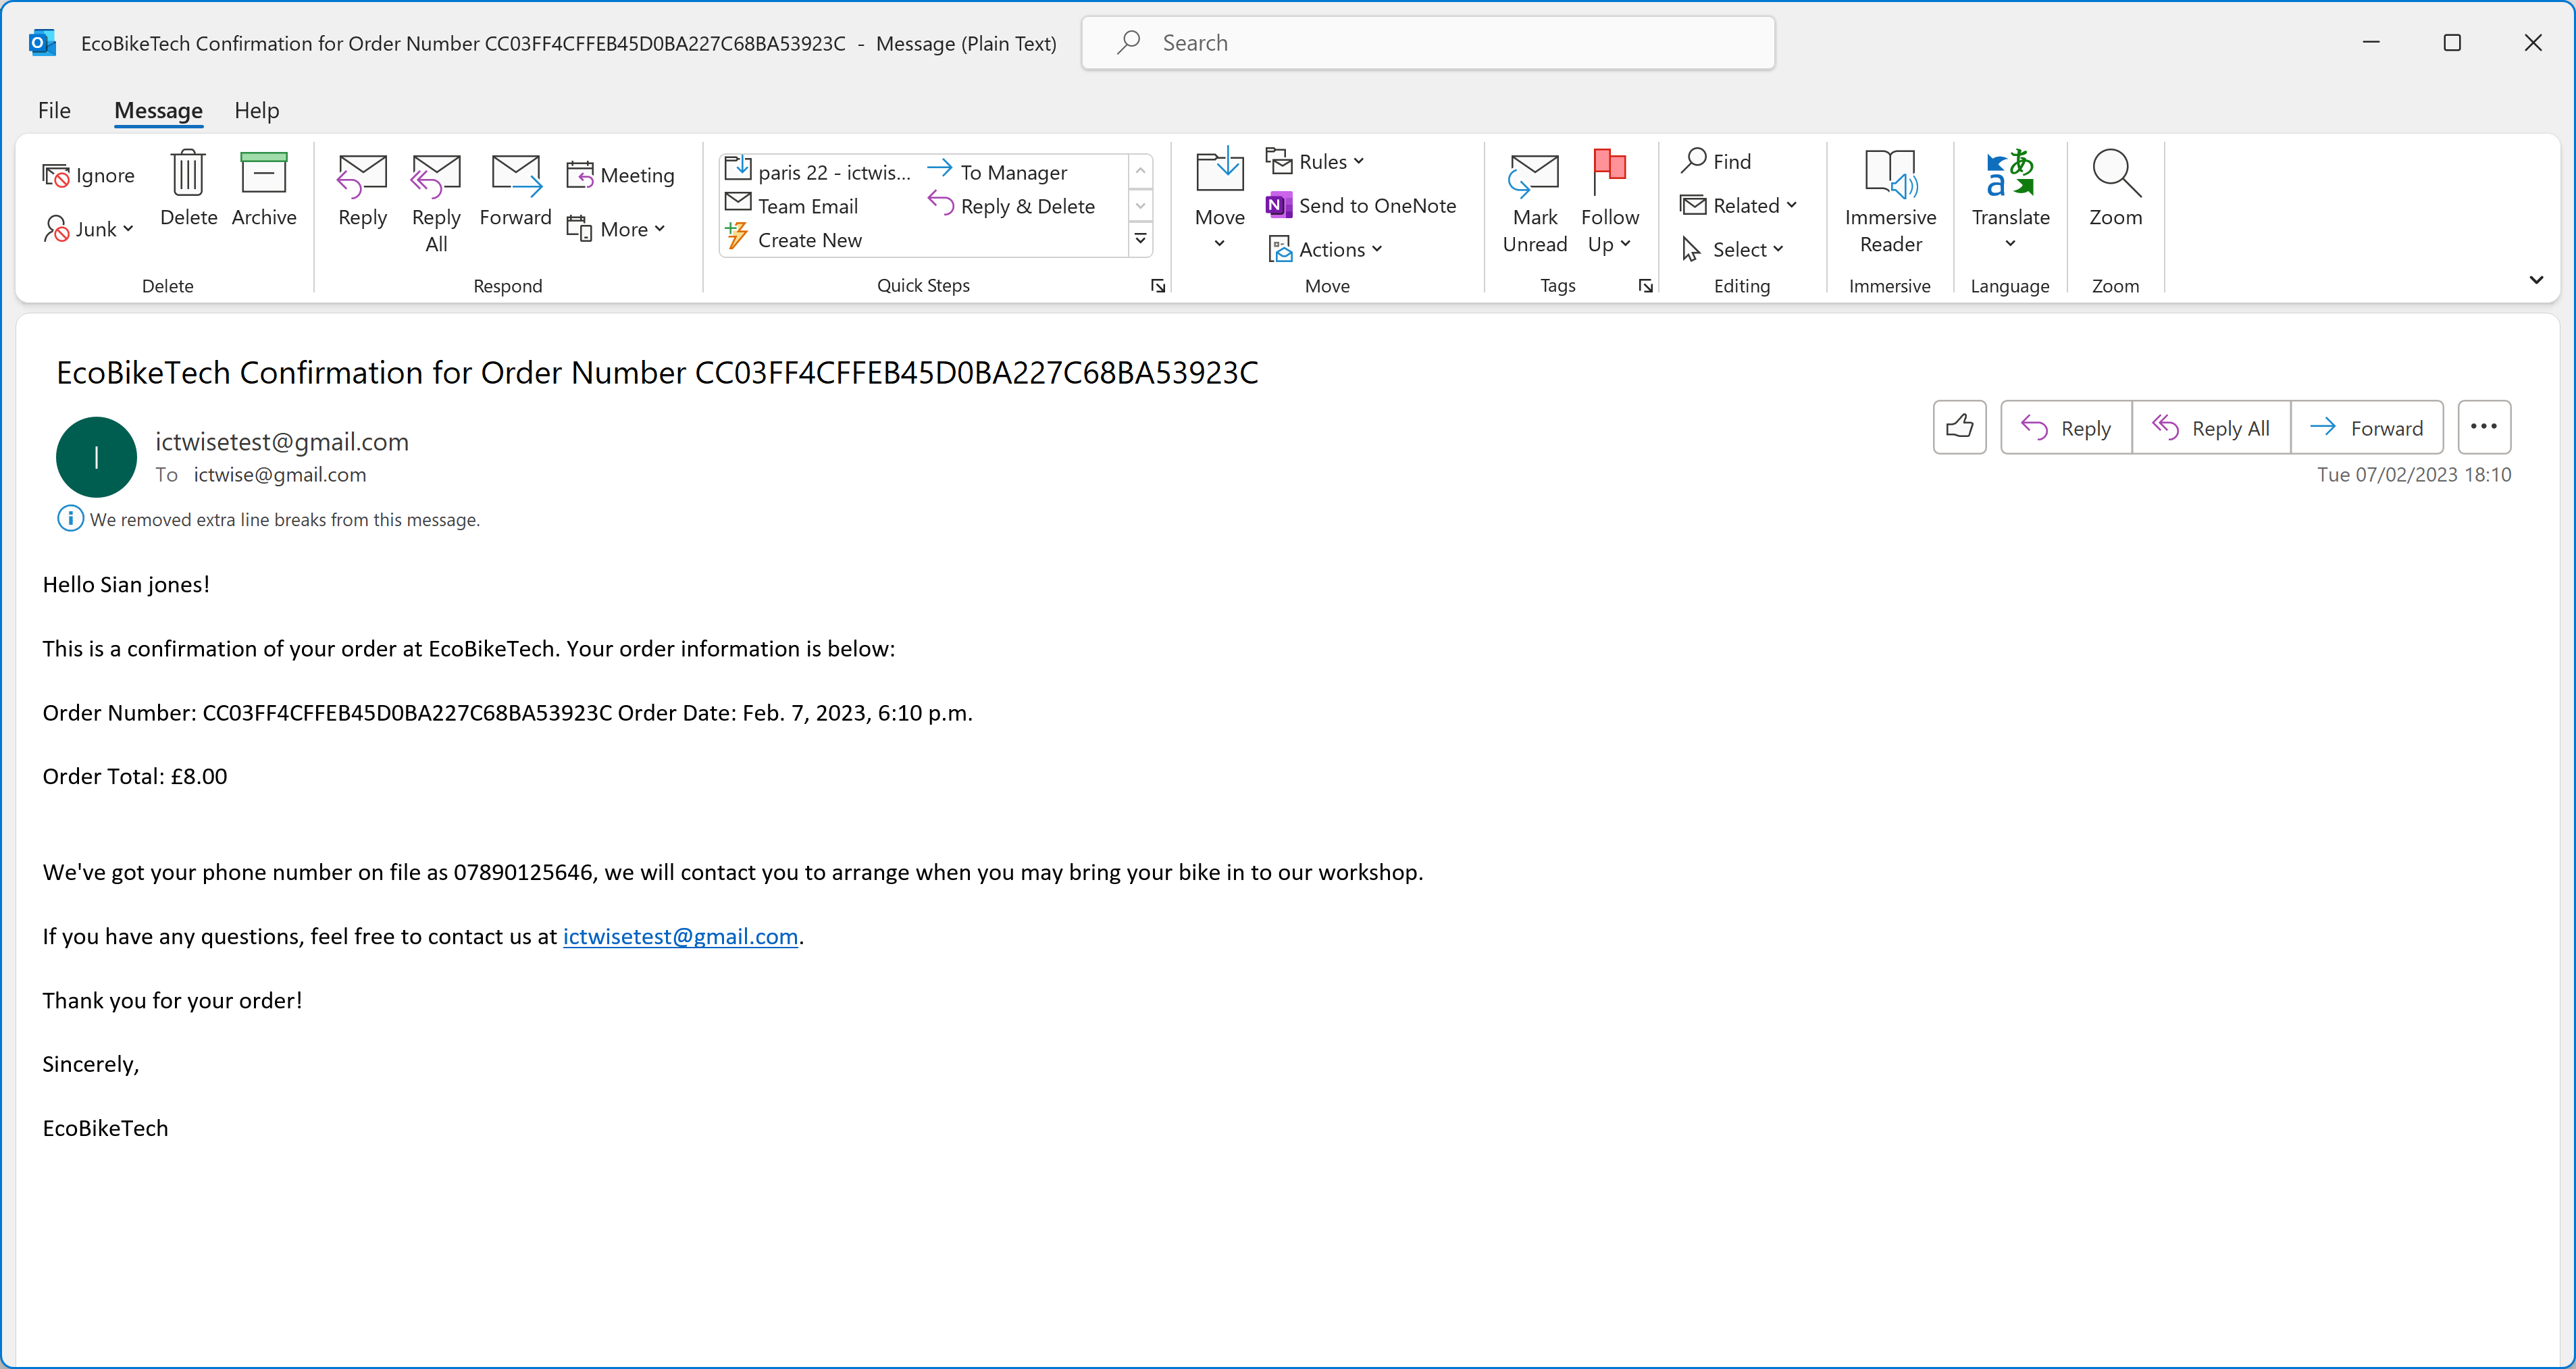 EcoBikeTech Confirmation for Order Number CC03FF4CFFEB45D0BA227C68BA53923C - Message (Plain Text)
Search
File Message Help
Ignore
Junk
Delete
Archive
Delete
Reply
Reply All
Forward
Meeting
More
Respond
paris 22 - ictwis...
To Manager
Team Email
Reply & Delete
Create New
Quick Steps
Move
Rules
Send to OneNote
Actions
Move
Mark Unread
Follow Up
Tags
Find
Related
Select
Editing
Immersive Reader
Immersive
Translate
Language
Zoom
Zoom
EcoBikeTech Confirmation for Order Number CC03FF4CFFEB45D0BA227C68BA53923C
I
ictwisetest@gmail.com
To ictwise@gmail.com
Reply Reply All Forward
Tue 07/02/2023 18:10
We removed extra line breaks from this message.
Hello Sian jones!
This is a confirmation of your order at EcoBikeTech. Your order information is below:
Order Number: CC03FF4CFFEB45D0BA227C68BA53923C Order Date: Feb. 7, 2023, 6:10 p.m.
Order Total: £8.00
We've got your phone number on file as 07890125646, we will contact you to arrange when you may bring your bike in to our workshop.
If you have any questions, feel free to contact us at ictwisetest@gmail.com.
Thank you for your order!
Sincerely,
EcoBikeTech